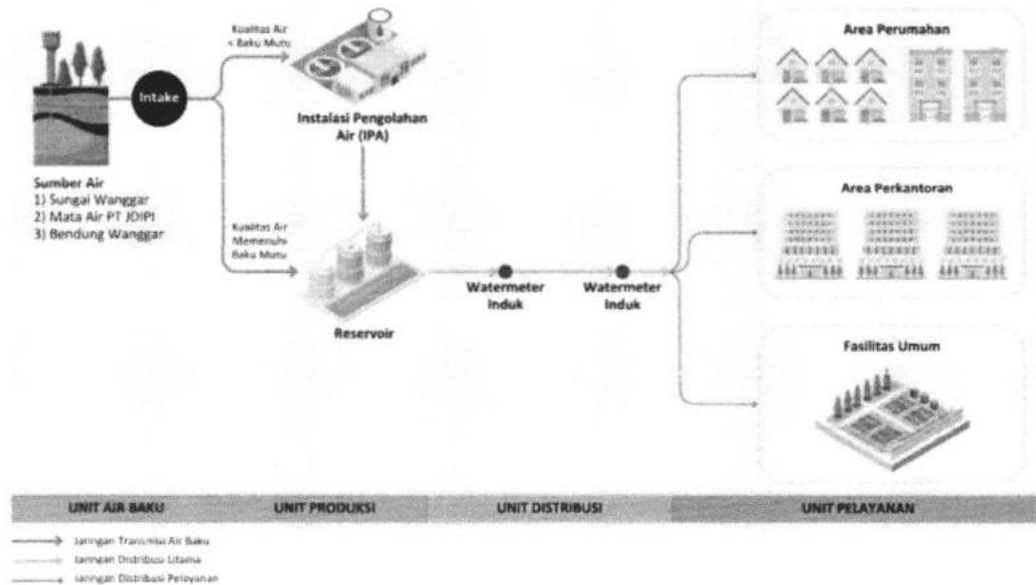 Kualitas Air
< Baku Mutu
Intake
Instalasi Pengolahan
Air (IPA)
Sumber Air
1) Sungai Wanggar
2) Mata Air PT JDIPI
3) Bendung Wanggar
Kualitas Air
Memenuhi
Baku Mutu
Reservoir
Watermeter
Induk
Watermeter
Induk
Area Perumahan
Area Perkantoran
Fasilitas Umum
UNIT AIR BAKU
UNIT PRODUKSI
UNIT DISTRIBUSI
UNIT PELAYANAN
Jaringan Transmisi Air Baku
Jaringan Distribusi Utama
Jaringan Distribusi Pelayanan